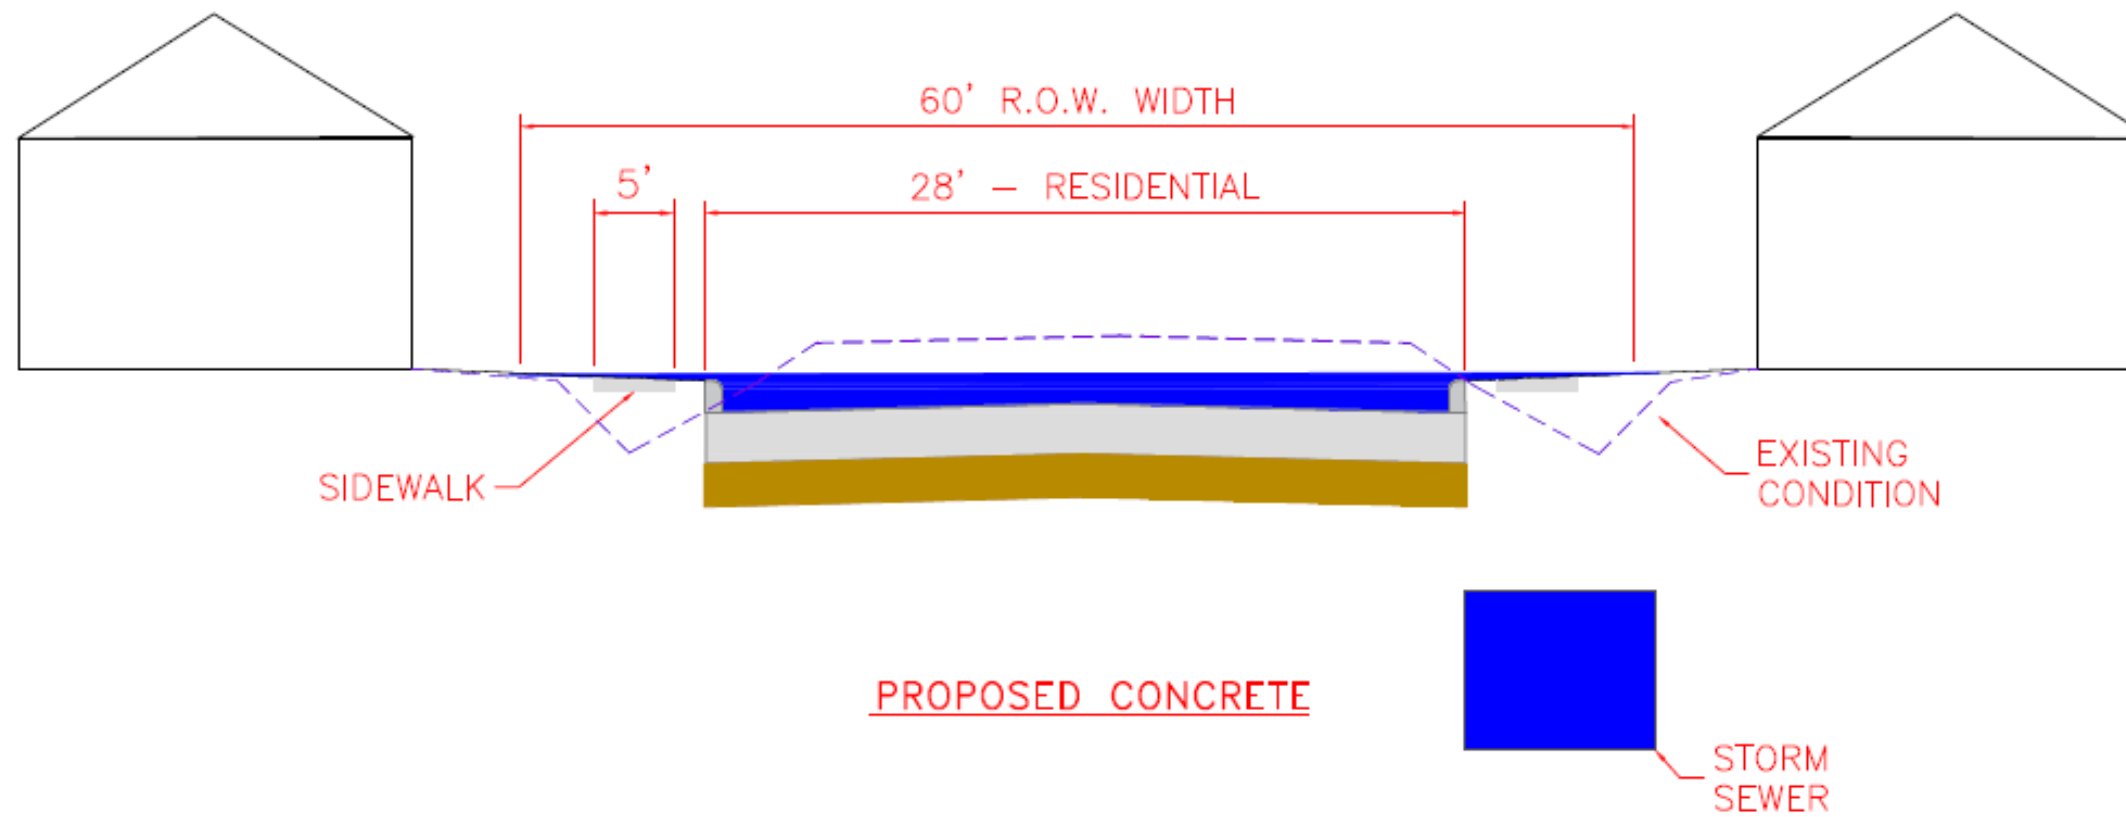 60' R.O.W. WIDTH
5'
28' – RESIDENTIAL
SIDEWALK
EXISTING
CONDITION
PROPOSED CONCRETE
STORM
SEWER